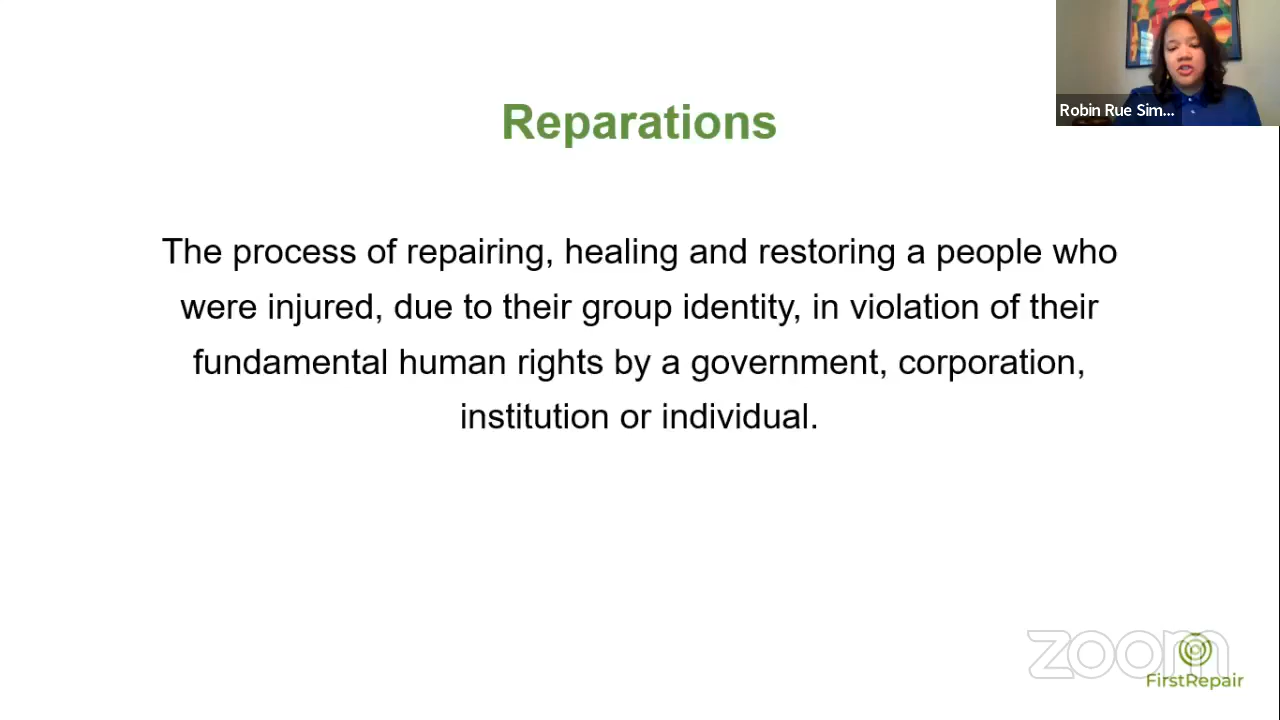 Robin Rue Sim...
Reparations
The process of repairing, healing and restoring a people who
were injured, due to their group identity, in violation of their
fundamental human rights by a government, corporation,
institution or individual.
zoom
FirstRepair